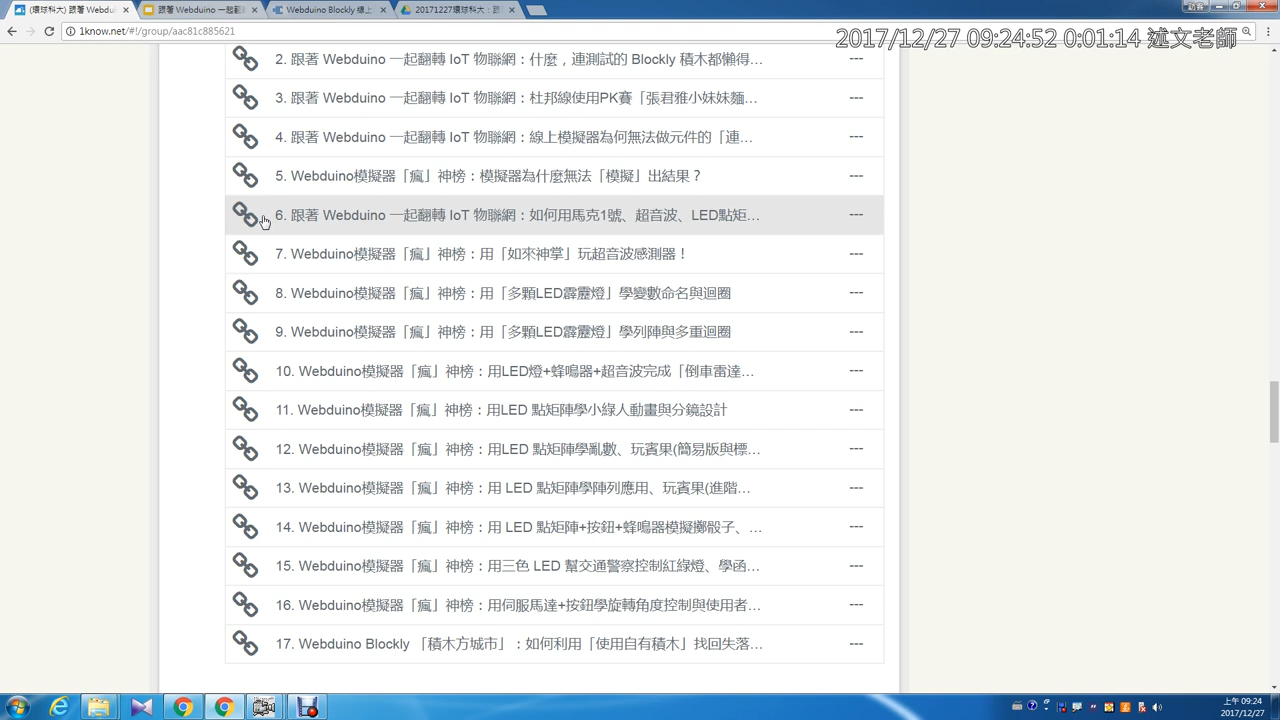 (環球科大) 跟著 Webdui
跟著 Webduino 一起翻
Webduino Blockly 線上
20171227環球科大：跟
訪客
1know.net/#!/group/aac81c885621
2017/12/27 09:24:52 0:01:14 述文老師
2. 跟著 Webduino 一起翻轉 IoT 物聯網：什麼，連測試的 Blockly 積木都懶得... ---
3. 跟著 Webduino 一起翻轉 IoT 物聯網：杜邦線使用PK賽「張君雅小妹妹麵... ---
4. 跟著 Webduino 一起翻轉 IoT 物聯網：線上模擬器為何無法做元件的「連... ---
5. Webduino模擬器「瘋」神榜：模擬器為什麼無法「模擬」出結果？ ---
6. 跟著 Webduino 一起翻轉 IoT 物聯網：如何用馬克1號、超音波、LED點矩... ---
7. Webduino模擬器「瘋」神榜：用「如來神掌」玩超音波感測器！ ---
8. Webduino模擬器「瘋」神榜：用「多顆LED霹靂燈」學變數命名與迴圈 ---
9. Webduino模擬器「瘋」神榜：用「多顆LED霹靂燈」學列陣與多重迴圈 ---
10. Webduino模擬器「瘋」神榜：用LED燈+蜂鳴器+超音波完成「倒車雷達... ---
11. Webduino模擬器「瘋」神榜：用LED 點矩陣學小綠人動畫與分鏡設計 ---
12. Webduino模擬器「瘋」神榜：用LED 點矩陣學亂數、玩賓果(簡易版與標... ---
13. Webduino模擬器「瘋」神榜：用 LED 點矩陣學陣列應用、玩賓果(進階... ---
14. Webduino模擬器「瘋」神榜：用 LED 點矩陣+按鈕+蜂鳴器模擬擲骰子、... ---
15. Webduino模擬器「瘋」神榜：用三色 LED 幫交通警察控制紅綠燈、學函... ---
16. Webduino模擬器「瘋」神榜：用伺服馬達+按鈕學旋轉角度控制與使用者... ---
17. Webduino Blockly 「積木方城市」：如何利用「使用自有積木」找回失落... ---
上午 09:24
2017/12/27